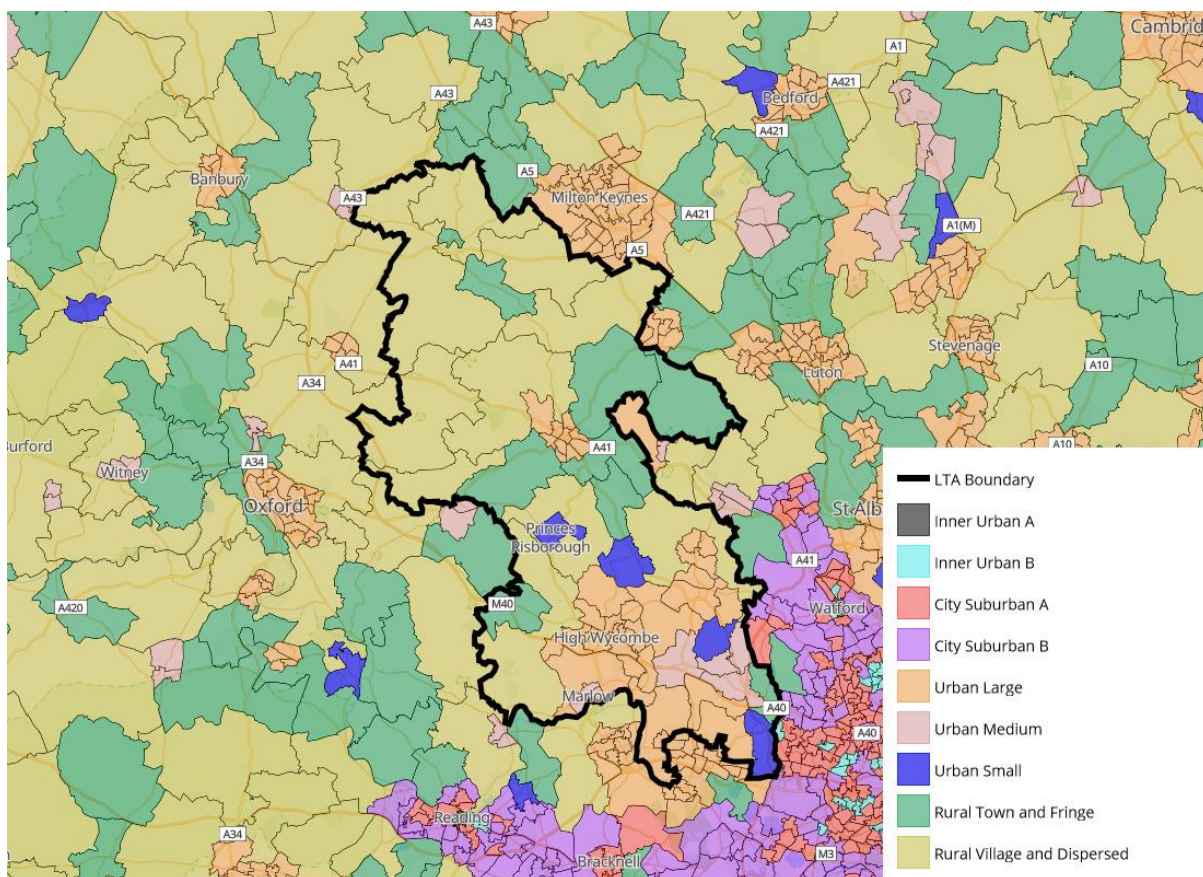 A43
Cambrid
A1
A43
Bedford
A421
A421
Banbury
A5
A43
Milton Keynes
A421
A5
A1(M)
A41
Luton
Stevenage
A34
A10
Burford
A41
A10
A34
Witney
Oxford
St Alb
Princes
Risborough
A41
M40
A420
Watford
High Wycombe
Marlow
A40
A40
Reading
A34
Bracknell
M3
LTA Boundary
Inner Urban A
Inner Urban B
City Suburban A
City Suburban B
Urban Large
Urban Medium
Urban Small
Rural Town and Fringe
Rural Village and Dispersed